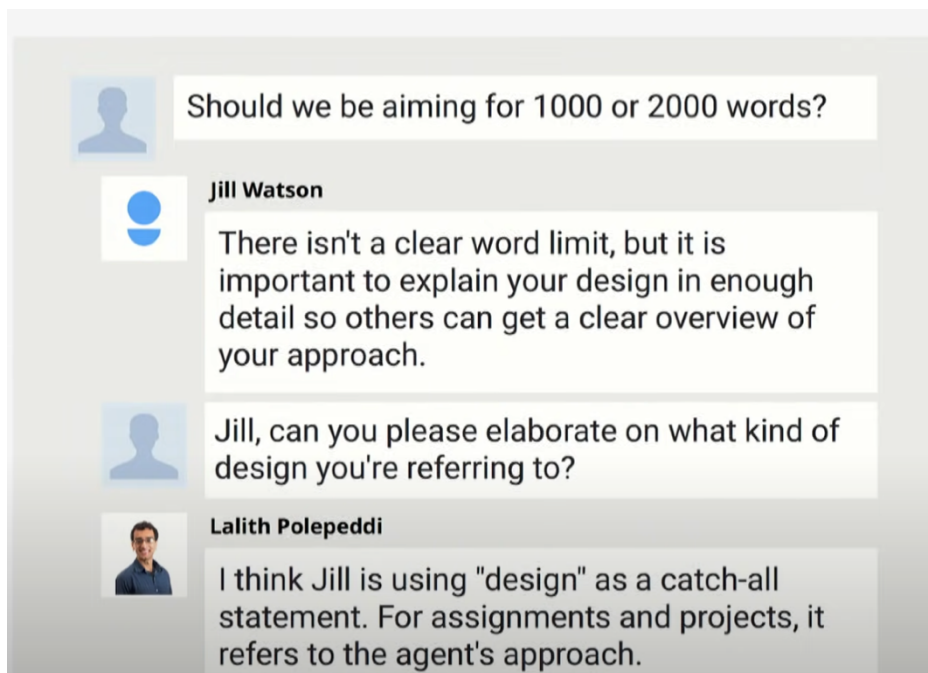 Should we be aiming for 1000 or 2000 words?
Jill Watson
There isn't a clear word limit, but it is
important to explain your design in enough
detail so others can get a clear overview of
your approach.
Jill, can you please elaborate on what kind of
design you're referring to?
Lalith Polepeddi
I think Jill is using "design" as a catch-all
statement. For assignments and projects, it
refers to the agent's approach.